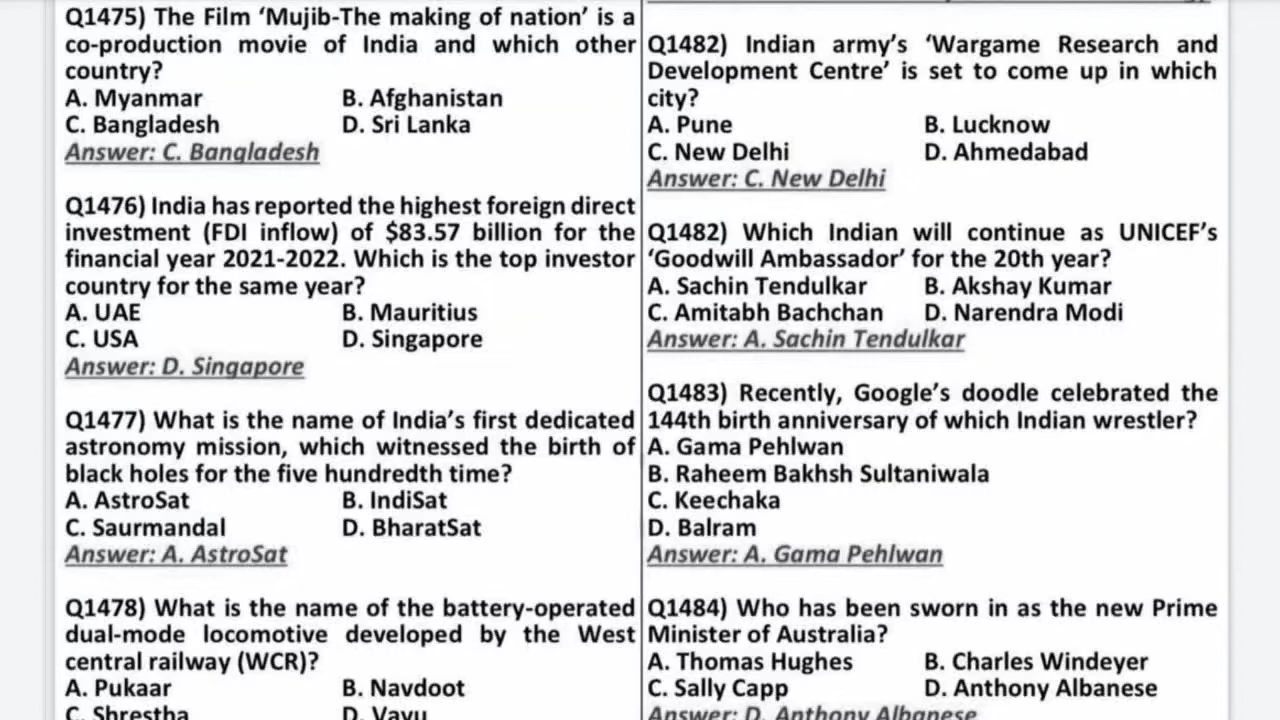 Q1475) The Film ‘Mujib-The making of nation’ is a
co-production movie of India and which other
country?
A. Myanmar B. Afghanistan
C. Bangladesh D. Sri Lanka
Answer: C. Bangladesh
Q1476) India has reported the highest foreign direct
investment (FDI inflow) of $83.57 billion for the
financial year 2021-2022. Which is the top investor
country for the same year?
A. UAE B. Mauritius
C. USA D. Singapore
Answer: D. Singapore
Q1477) What is the name of India’s first dedicated
astronomy mission, which witnessed the birth of
black holes for the five hundredth time?
A. AstroSat B. IndiSat
C. Saurmandal D. BharatSat
Answer: A. AstroSat
Q1478) What is the name of the battery-operated
dual-mode locomotive developed by the West
central railway (WCR)?
A. Pukaar B. Navdoot
C. Shrestha D. Vayu
Q1482) Indian army’s ‘Wargame Research and
Development Centre’ is set to come up in which
city?
A. Pune B. Lucknow
C. New Delhi D. Ahmedabad
Answer: C. New Delhi
Q1482) Which Indian will continue as UNICEF’s
‘Goodwill Ambassador’ for the 20th year?
A. Sachin Tendulkar B. Akshay Kumar
C. Amitabh Bachchan D. Narendra Modi
Answer: A. Sachin Tendulkar
Q1483) Recently, Google’s doodle celebrated the
144th birth anniversary of which Indian wrestler?
A. Gama Pehlwan
B. Raheem Bakhsh Sultaniwala
C. Keechaka
D. Balram
Answer: A. Gama Pehlwan
Q1484) Who has been sworn in as the new Prime
Minister of Australia?
A. Thomas Hughes B. Charles Windeyer
C. Sally Capp D. Anthony Albanese
Answer: D. Anthony Albanese